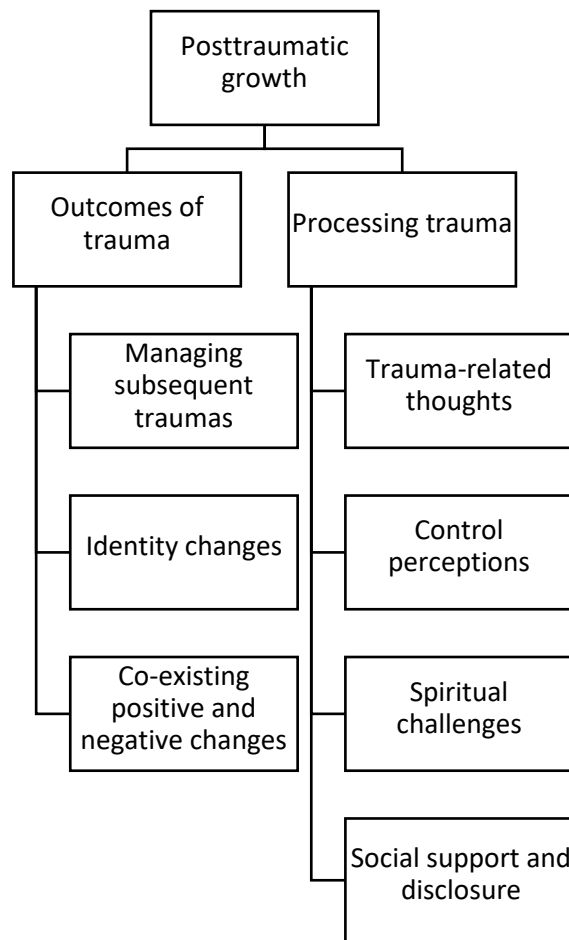 Posttraumatic
growth
Outcomes of
trauma
Processing trauma
Managing
subsequent
traumas
Trauma-related
thoughts
Identity changes
Control
perceptions
Co-existing
positive and
negative changes
Spiritual
challenges
Social support and
disclosure